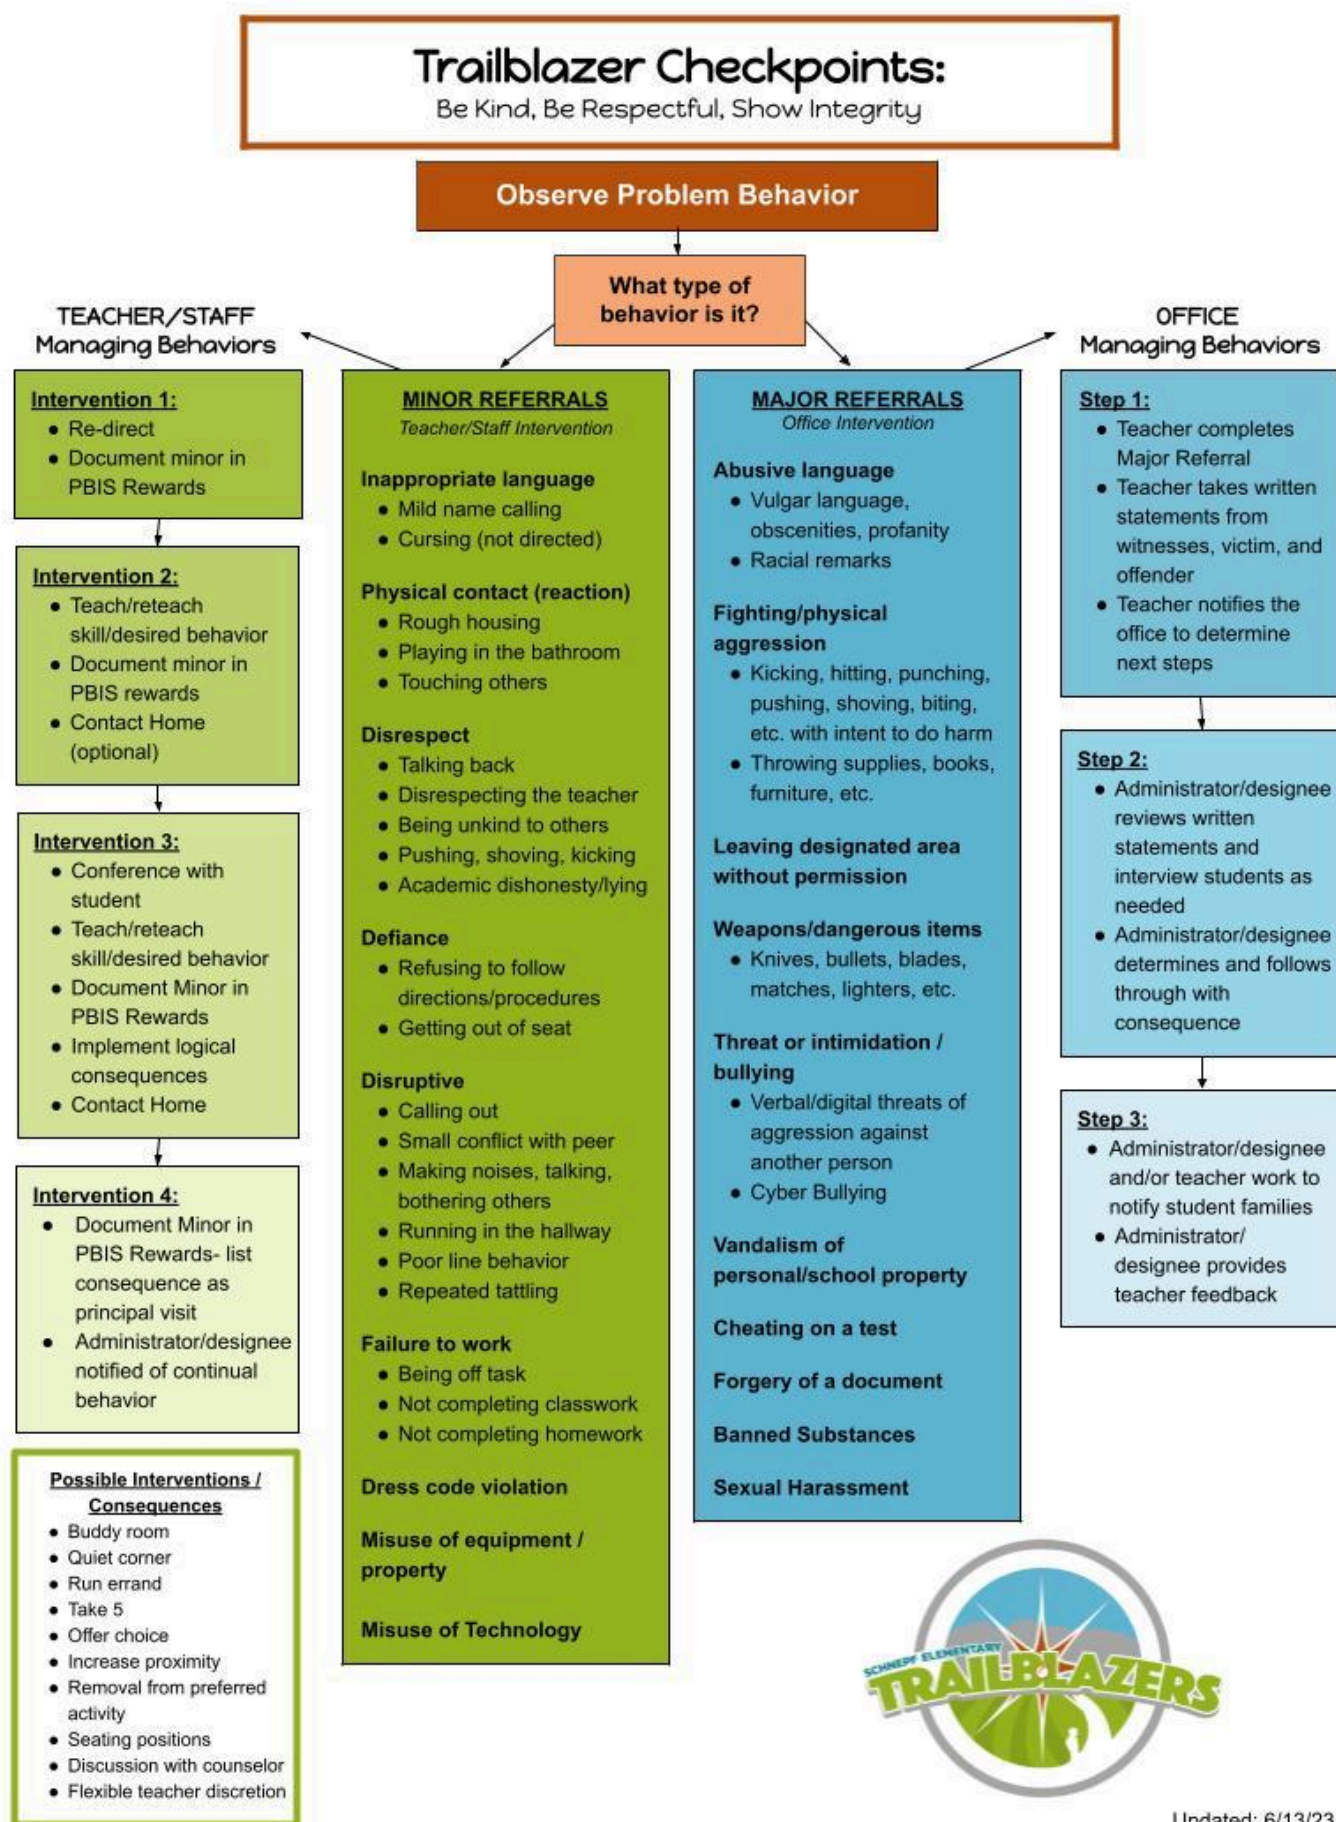 Trailblazer Checkpoints:
Be Kind, Be Respectful, Show Integrity
Observe Problem Behavior
What type of
behavior is it?
TEACHER/STAFF
Managing Behaviors
Intervention 1:
● Re-direct
● Document minor in
PBIS Rewards
Intervention 2:
● Teach/reteach
skill/desired behavior
● Document minor in
PBIS rewards
● Contact Home
(optional)
Intervention 3:
● Conference with
student
● Teach/reteach
skill/desired behavior
● Document Minor in
PBIS Rewards
● Implement logical
consequences
● Contact Home
Intervention 4:
● Document Minor in
PBIS Rewards- list
consequence as
principal visit
● Administrator/designee
notified of continual
behavior
Possible Interventions /
Consequences
● Buddy room
● Quiet corner
● Run errand
● Take 5
● Offer choice
● Increase proximity
● Removal from preferred
activity
● Seating positions
● Discussion with counselor
● Flexible teacher discretion
MINOR REFERRALS
Teacher/Staff Intervention
Inappropriate language
● Mild name calling
● Cursing (not directed)
Physical contact (reaction)
● Rough housing
● Playing in the bathroom
● Touching others
Disrespect
● Talking back
● Disrespecting the teacher
● Being unkind to others
● Pushing, shoving, kicking
● Academic dishonesty/lying
Defiance
● Refusing to follow
directions/procedures
● Getting out of seat
Disruptive
● Calling out
● Small conflict with peer
● Making noises, talking,
bothering others
● Running in the hallway
● Poor line behavior
● Repeated tattling
Failure to work
● Being off task
● Not completing classwork
● Not completing homework
Dress code violation
Misuse of equipment /
property
Misuse of Technology
MAJOR REFERRALS
Office Intervention
Abusive language
● Vulgar language,
obscenities, profanity
● Racial remarks
Fighting/physical
aggression
● Kicking, hitting, punching,
pushing, shoving, biting,
etc. with intent to do harm
● Throwing supplies, books,
furniture, etc.
Leaving designated area
without permission
Weapons/dangerous items
● Knives, bullets, blades,
matches, lighters, etc.
Threat or intimidation /
bullying
● Verbal/digital threats of
aggression against
another person
● Cyber Bullying
Vandalism of
personal/school property
Cheating on a test
Forgery of a document
Banned Substances
Sexual Harassment
OFFICE
Managing Behaviors
Step 1:
● Teacher completes
Major Referral
● Teacher takes written
statements from
witnesses, victim, and
offender
● Teacher notifies the
office to determine
next steps
Step 2:
● Administrator/designee
reviews written
statements and
interview students as
needed
● Administrator/designee
determines and follows
through with
consequence
Step 3:
● Administrator/designee
and/or teacher work to
notify student families
● Administrator/
designee provides
teacher feedback
SCHNEPF ELEMENTARY
TRAILBLAZERS
Updated: 6/13/23